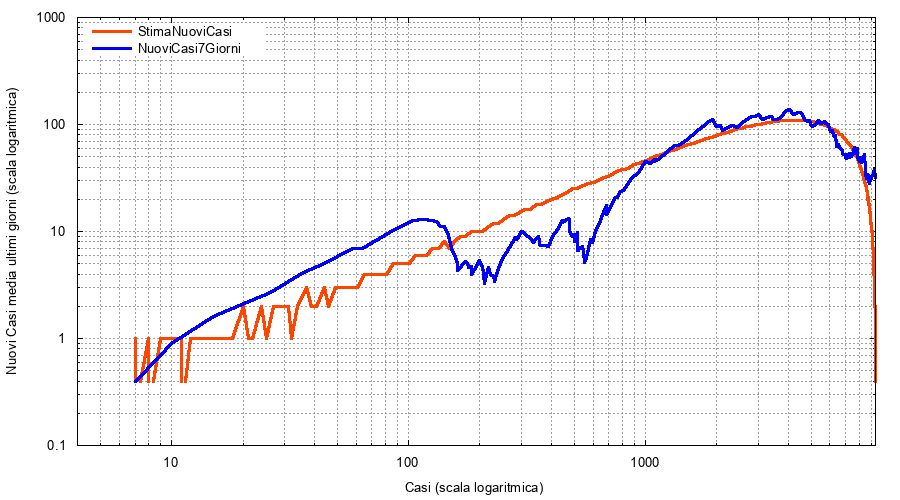 1000
StimaNuoviCasi
NuoviCasi7Giorni
100
10
1
0.1
Nuovi Casi media ultimi giorni (scala logaritmica)
10 100 1000
Casi (scala logaritmica)